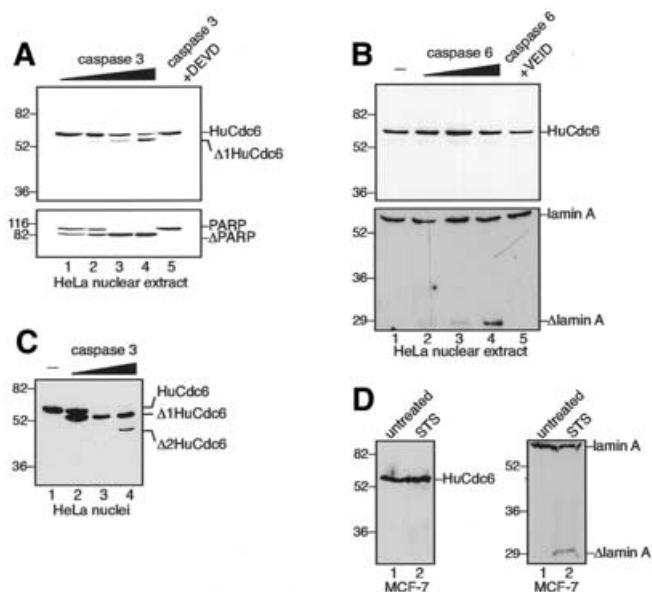 A
caspase 3
caspase 3
+DEVD
82
52
36
HuCdc6
Δ1HuCdc6
116
82
PARP
ΔPARP
1 2 3 4 5
HeLa nuclear extract
B
–
caspase 6
caspase 6
+VEID
82
52
36
HuCdc6
lamin A
52
36
29
Δlamin A
1 2 3 4 5
HeLa nuclear extract
C
–
caspase 3
82
52
36
HuCdc6
Δ1HuCdc6
Δ2HuCdc6
1 2 3 4
HeLa nuclei
D
untreated
STS
82
52
36
HuCdc6
1 2
MCF-7
untreated
STS
lamin A
52
36
29
Δlamin A
1 2
MCF-7